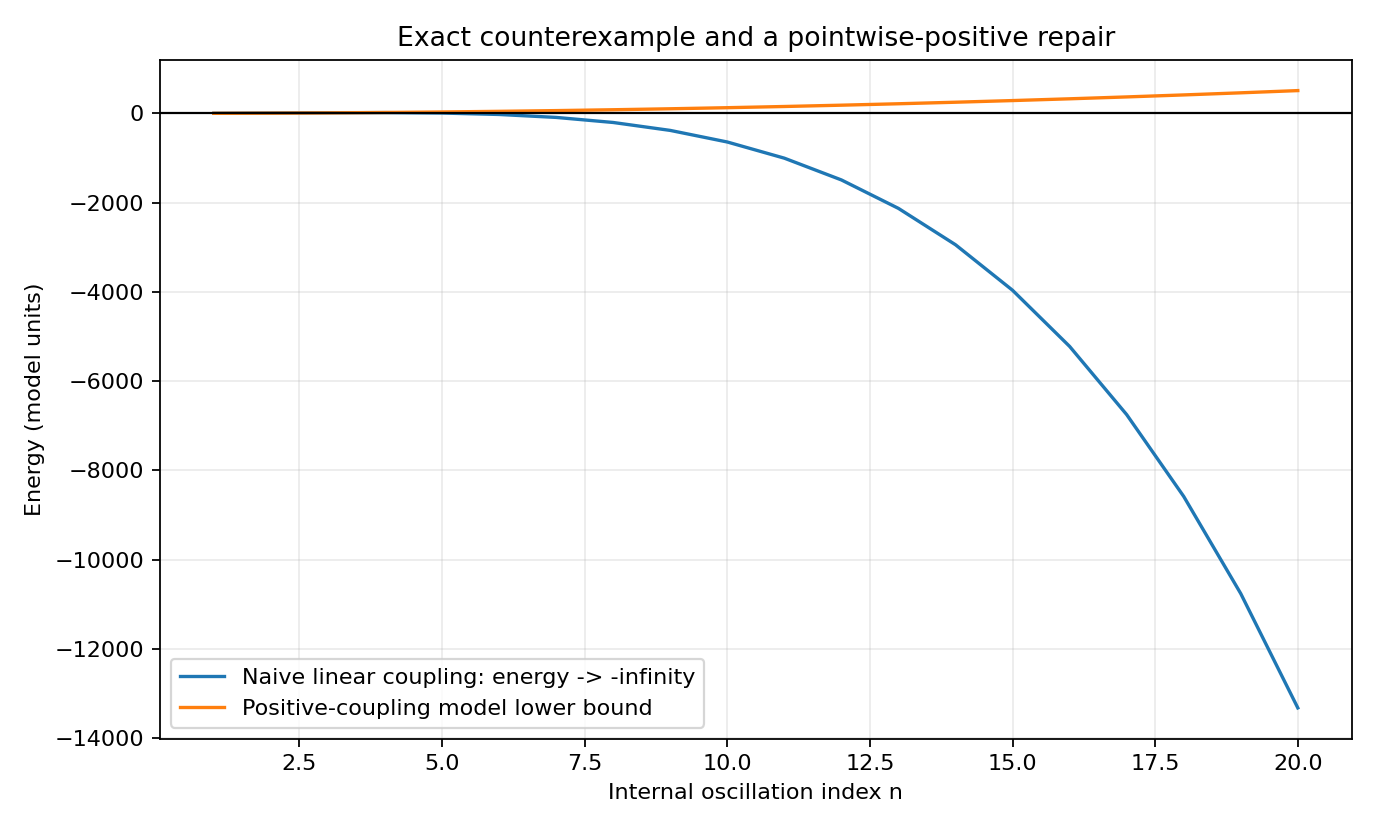 Exact counterexample and a pointwise-positive repair
0
−2000
−4000
−6000
−8000
−10000
−12000
−14000
Energy (model units)
Naive linear coupling: energy -> -infinity
Positive-coupling model lower bound
2.5 5.0 7.5 10.0 12.5 15.0 17.5 20.0
Internal oscillation index n